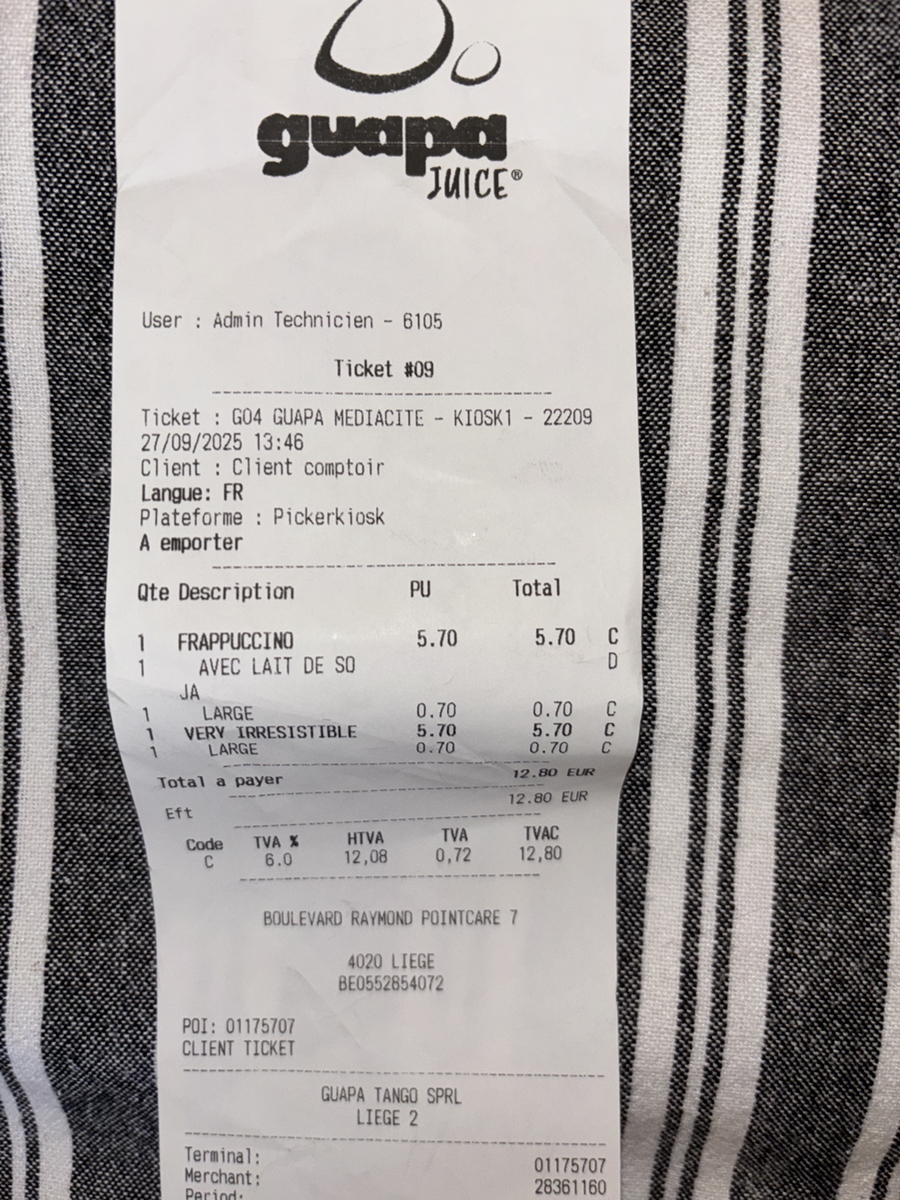 guapa
JUICE®
User : Admin Technicien - 6105
Ticket #09
Ticket : G04 GUAPA MEDIACITE - KIOSK1 - 22209
27/09/2025 13:46
Client : Client comptoir
Langue: FR
Plateforme : Pickerkiosk
A emporter
Qte Description PU Total
1 FRAPPUCCINO 5.70 5.70 C
1 AVEC LAIT DE SO D
JA
1 LARGE 0.70 0.70 C
1 VERY IRRESISTIBLE 5.70 5.70 C
1 LARGE 0.70 0.70 C
Total a payer 12.80 EUR
Eft 12.80 EUR
Code TVA % HTVA TVA TVAC
C 6.0 12,08 0,72 12,80
BOULEVARD RAYMOND POINTCARE 7
4020 LIEGE
BE0552854072
POI: 01175707
CLIENT TICKET
GUAPA TANGO SPRL
LIEGE 2
Terminal: 01175707
Merchant: 28361160
Period: